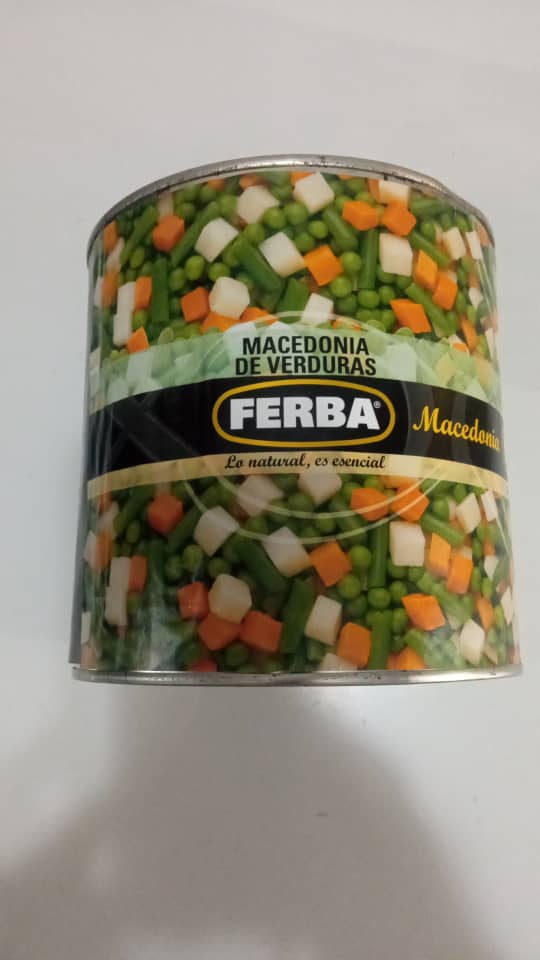 MACEDONIA
DE VERDURAS
FERBA®
Macedonia
Lo natural, es esencial